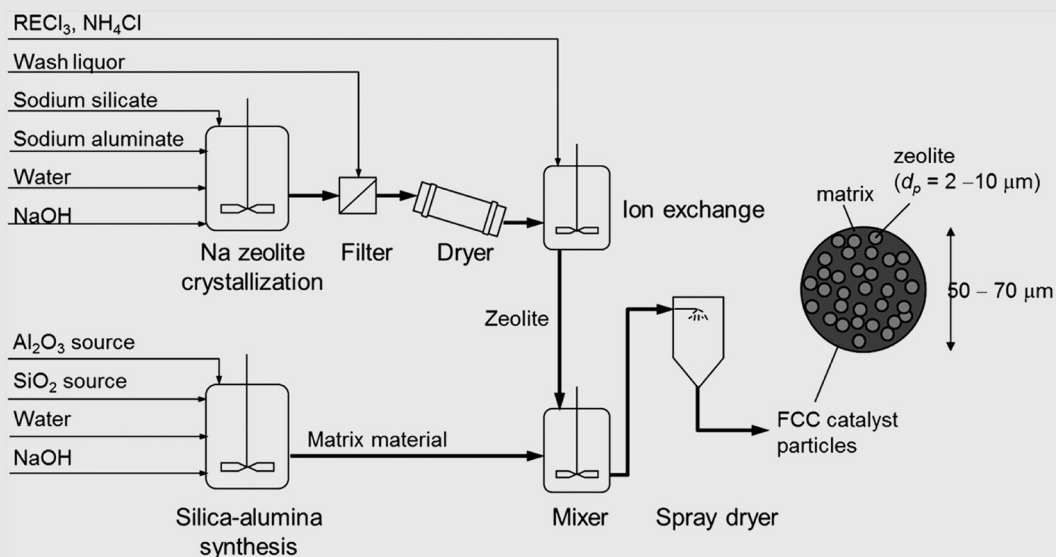 RECl₃, NH₄Cl
Wash liquor
Sodium silicate
Sodium aluminate
Water
NaOH
Na zeolite
crystallization
Filter
Dryer
Ion exchange
zeolite
(dₚ = 2 –10 μm)
matrix
50 – 70 μm
Zeolite
Al₂O₃ source
SiO₂ source
Water
NaOH
Matrix material
FCC catalyst
particles
Silica-alumina
synthesis
Mixer
Spray dryer